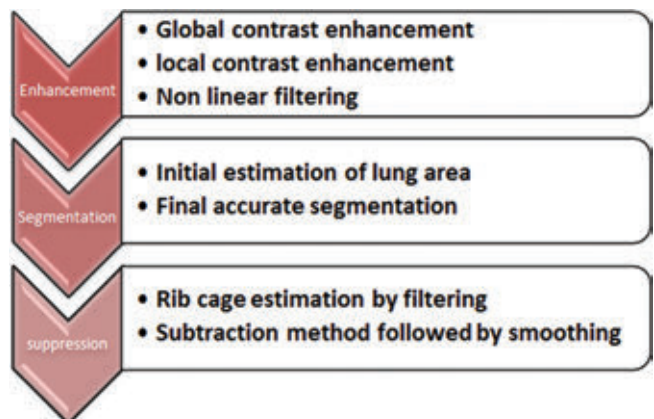 Enhancement
• Global contrast enhancement
• local contrast enhancement
• Non linear filtering
Segmentation
• Initial estimation of lung area
• Final accurate segmentation
suppression
• Rib cage estimation by filtering
• Subtraction method followed by smoothing